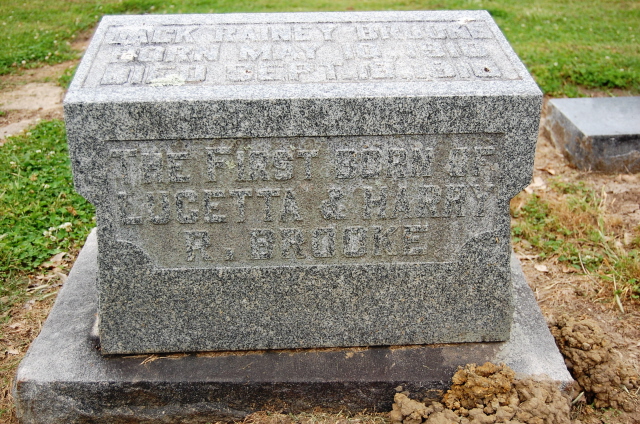 JACK RAINEY BROOKE
BORN MAY
DIED SEPT.
THE FIRST BORN OF
LUCETTA & HARRY
R. BROOKE